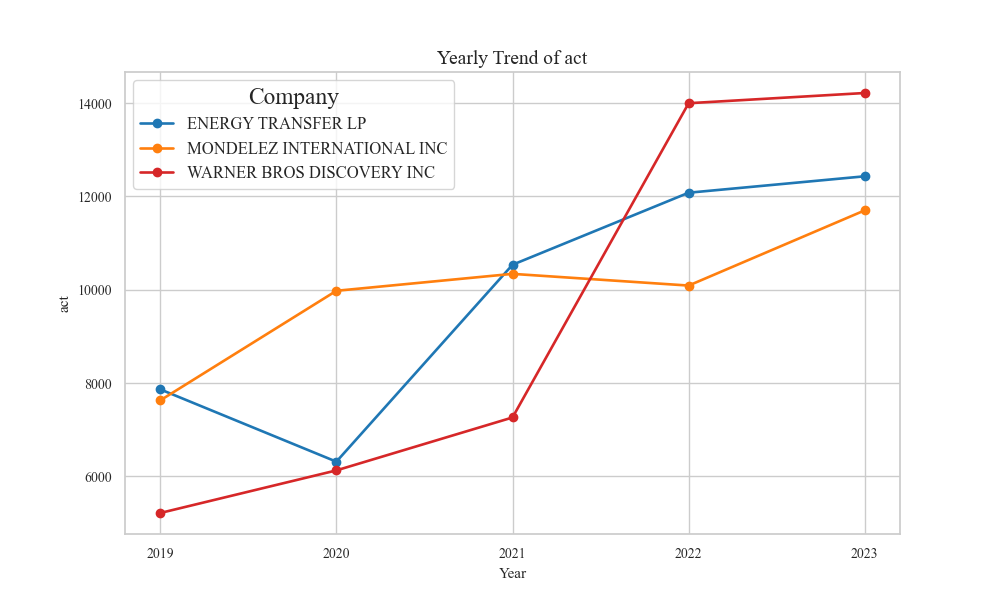 Yearly Trend of act
Company
ENERGY TRANSFER LP
MONDELEZ INTERNATIONAL INC
WARNER BROS DISCOVERY INC
14000
12000
10000
8000
6000
act
2019 2020 2021 2022 2023
Year